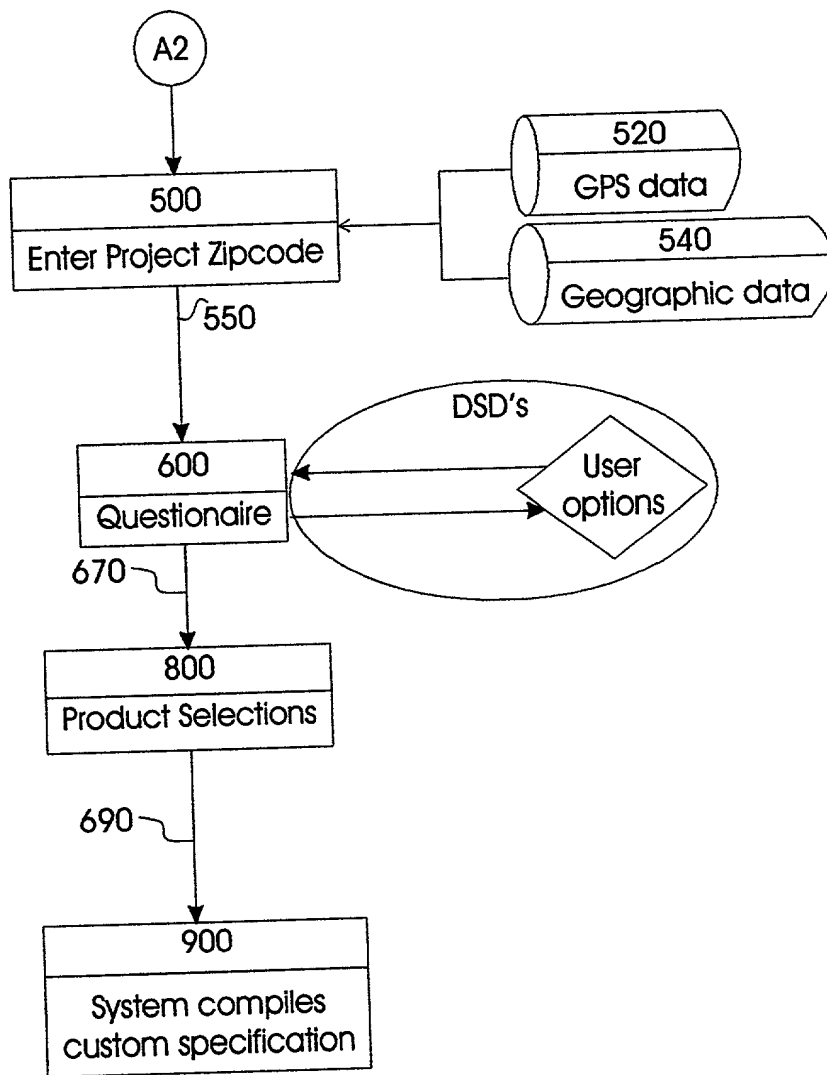 A2
520
GPS data
500
Enter Project Zipcode
540
Geographic data
550
DSD's
600
Questionaire
User
options
670
800
Product Selections
690
900
System compiles
custom specification